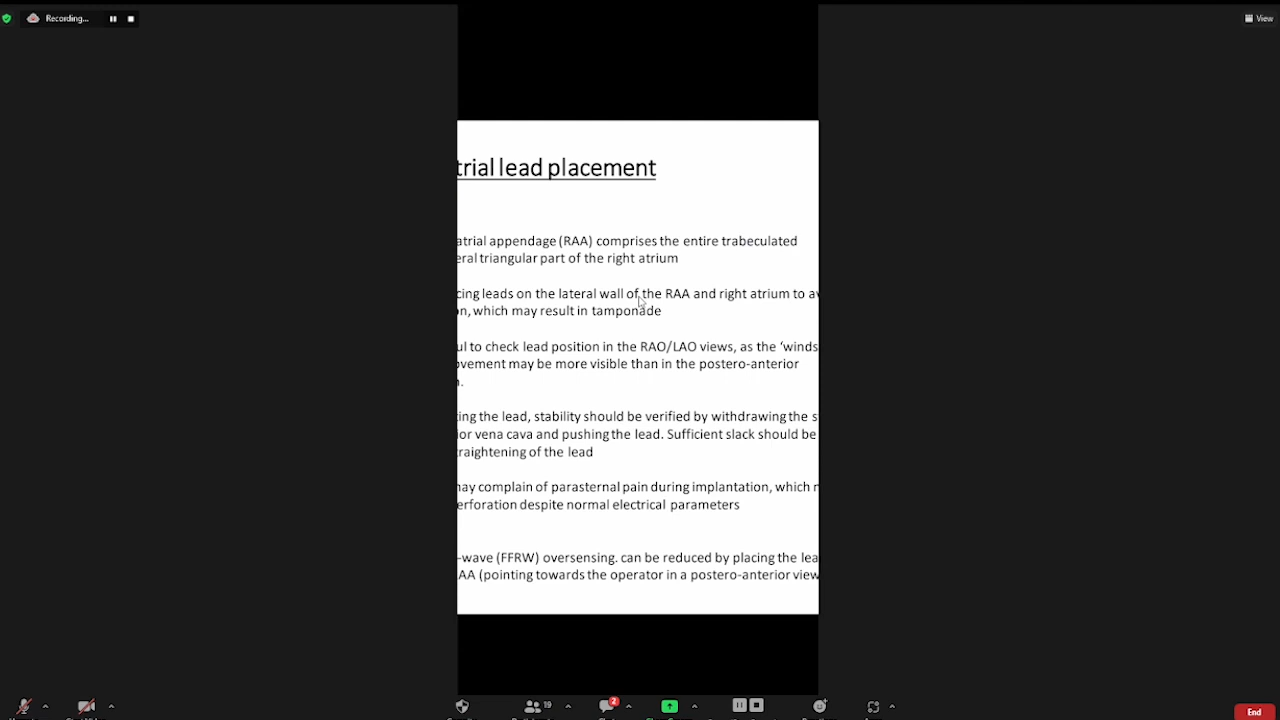 Recording...
View
trial lead placement
atrial appendage (RAA) comprises the entire trabeculated
eral triangular part of the right atrium
cing leads on the lateral wall of the RAA and right atrium to av
on, which may result in tamponade
ul to check lead position in the RAO/LAO views, as the ‘winds
ovement may be more visible than in the postero-anterior
n.
ting the lead, stability should be verified by withdrawing the s
ior vena cava and pushing the lead. Sufficient slack should be
raightening of the lead
may complain of parasternal pain during implantation, which n
erforation despite normal electrical parameters
-wave (FFRW) oversensing. can be reduced by placing the lea
AA (pointing towards the operator in a postero-anterior view
19
2
End